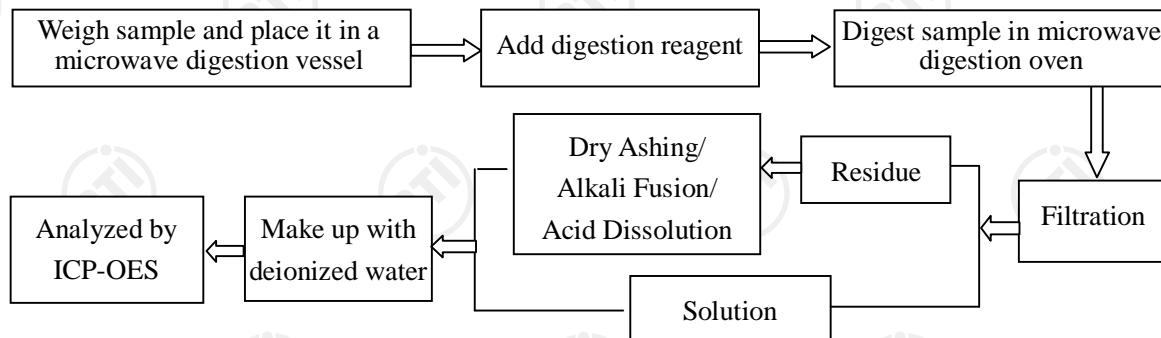 Weigh sample and place it in a
microwave digestion vessel
Add digestion reagent
Digest sample in microwave
digestion oven
Dry Ashing/
Alkali Fusion/
Acid Dissolution
Residue
Filtration
Analyzed by
ICP-OES
Make up with
deionized water
Solution